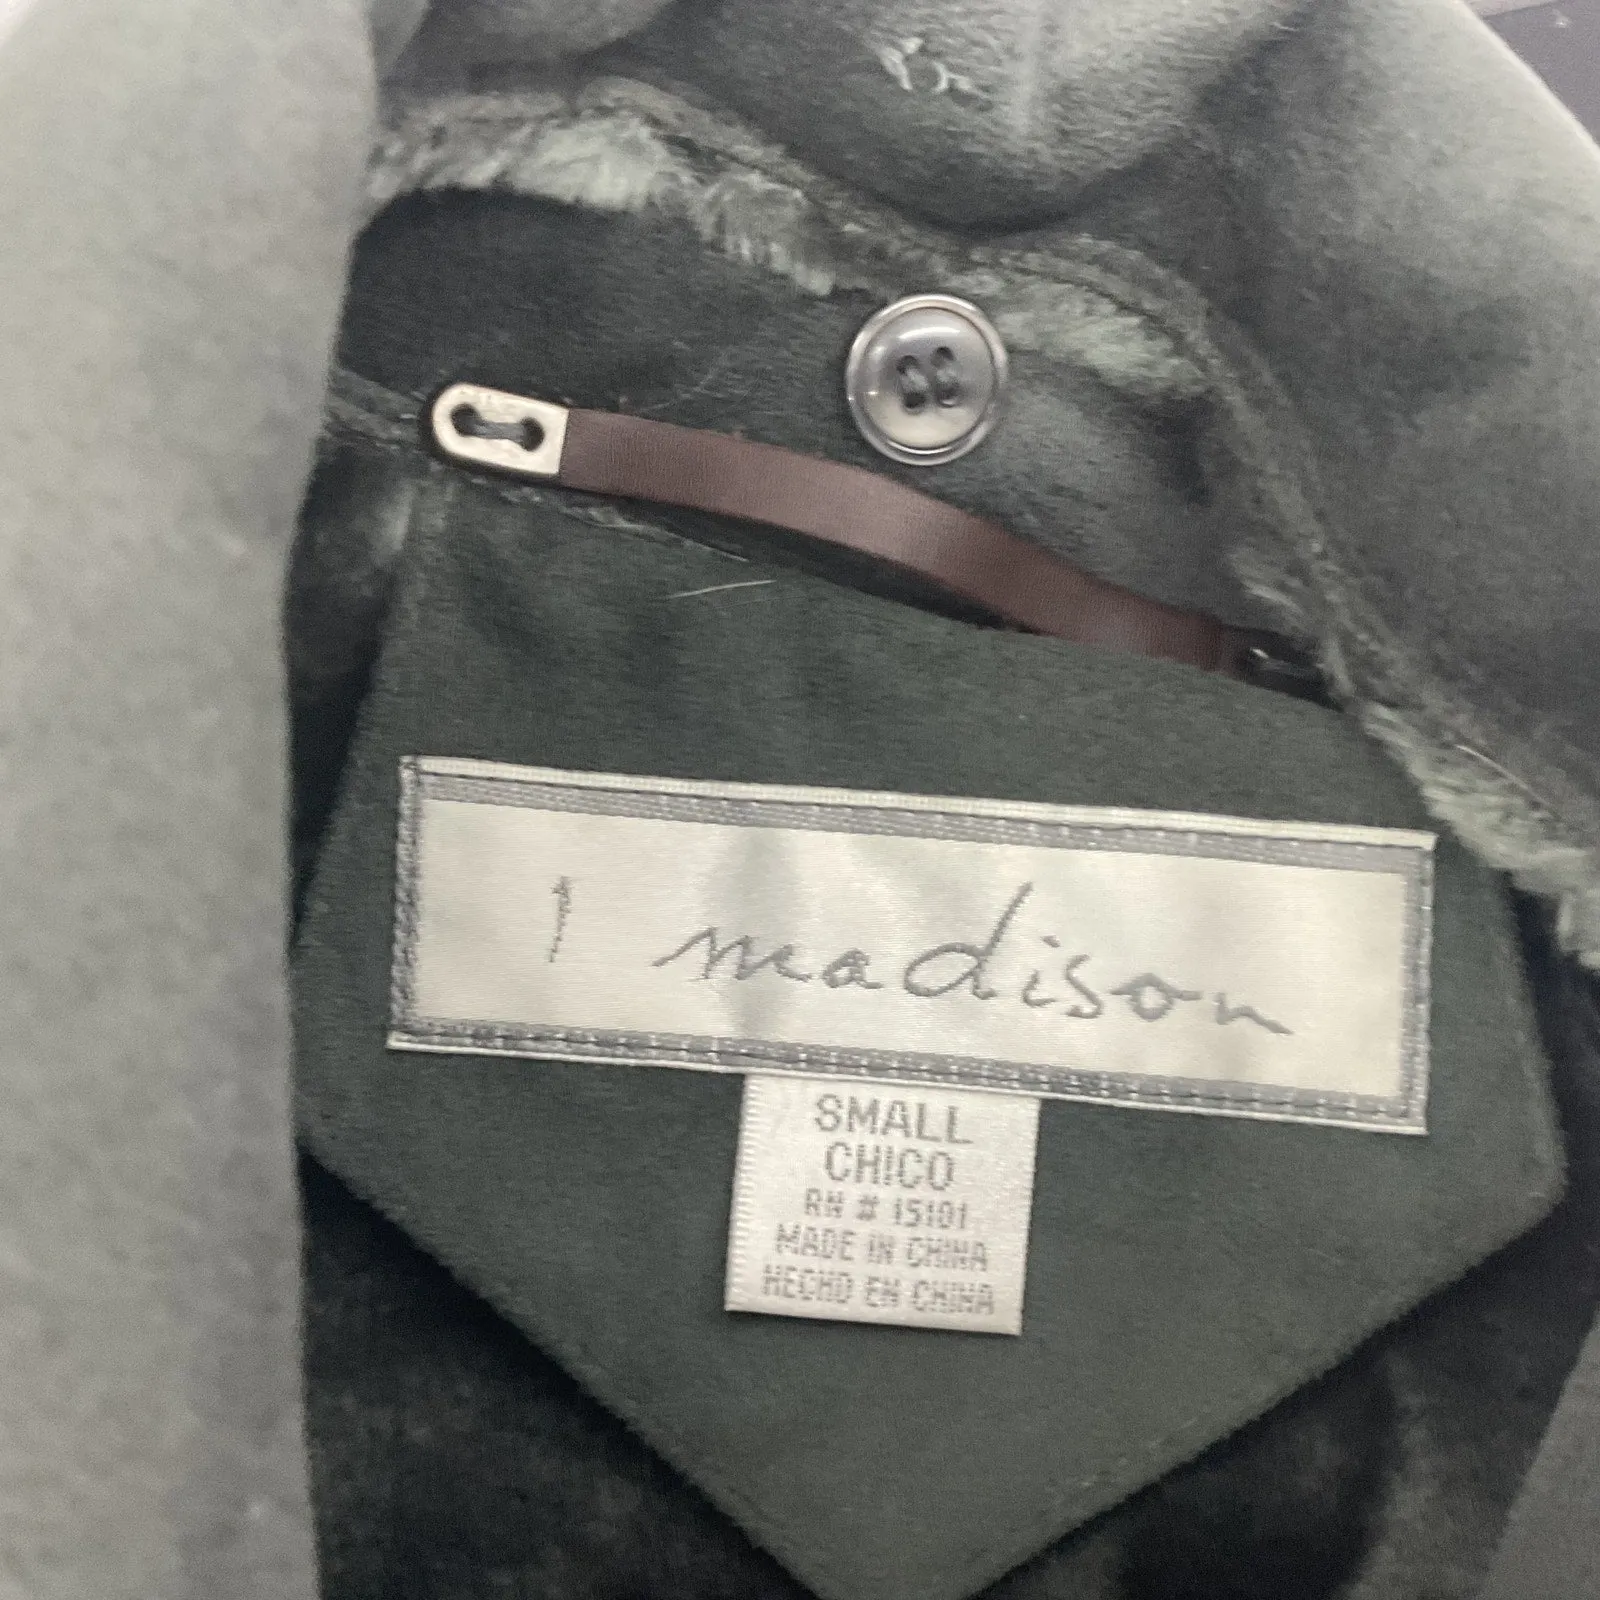 1 madison
SMALL
CHICO
RN # 15101
MADE IN CHINA
HECHO EN CHINA